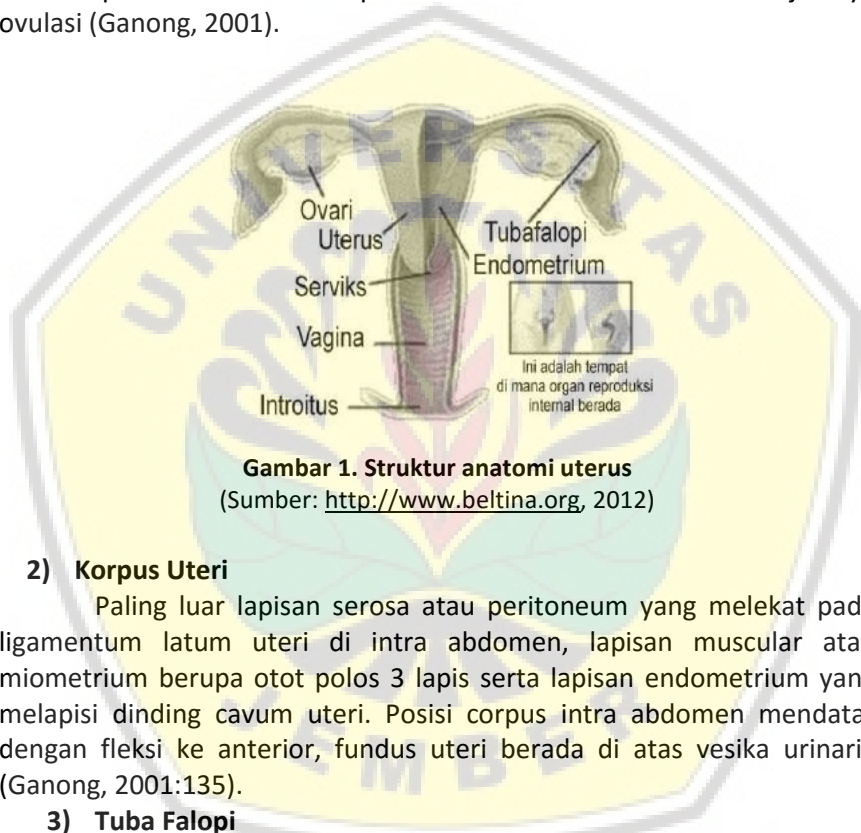 ovulasi (Ganong, 2001).
UNIVERSITAS
Ovari
Uterus
Tubafalopi
Endometrium
Serviks
Vagina
Introitus
Ini adalah tempat
di mana organ reproduksi
internal berada
Gambar 1. Struktur anatomi uterus
(Sumber: http://www.beltina.org, 2012)
2) Korpus Uteri
Paling luar lapisan serosa atau peritoneum yang melekat pad
ligamentum latum uteri di intra abdomen, lapisan muscular ata
miometrium berupa otot polos 3 lapis serta lapisan endometrium yan
melapisi dinding cavum uteri. Posisi corpus intra abdomen mendata
dengan fleksi ke anterior, fundus uteri berada di atas vesika urinari
(Ganong, 2001:135).
JEMBER
3) Tuba Falopi